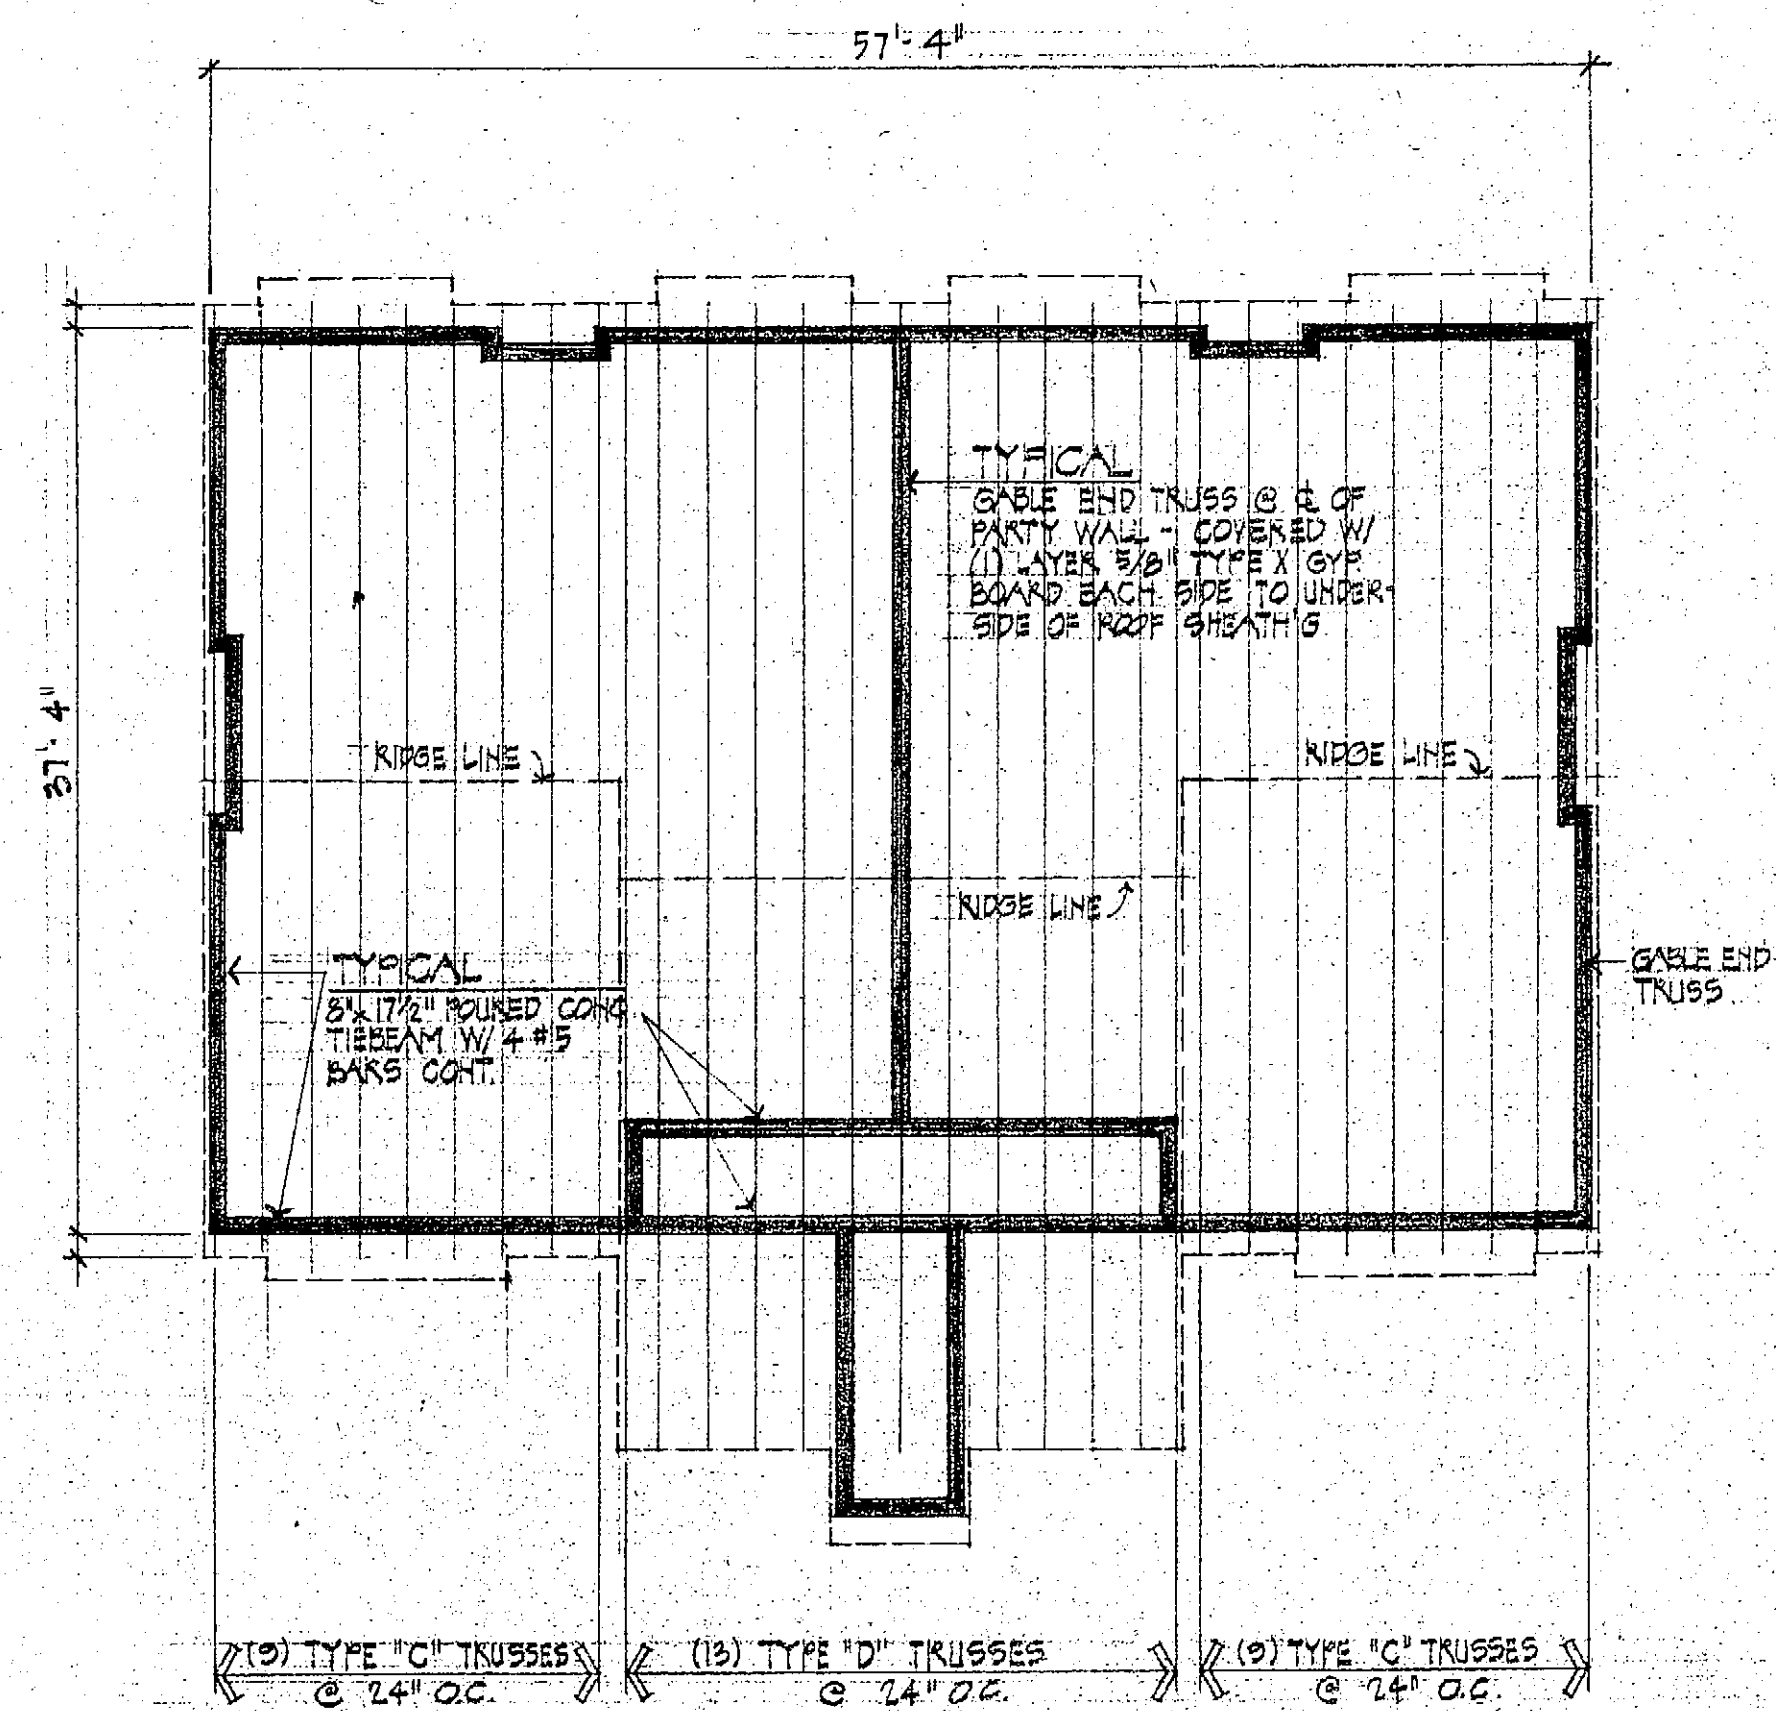 57'-4"
TYPICAL
GABLE END TRUSS @ ℄ OF
PARTY WALL - COVERED W/
(1) LAYER 5/8" TYPE X GYP.
BOARD EACH SIDE TO UNDER-
SIDE OF ROOF SHEATH'G
37'-4"
RIDGE LINE
RIDGE LINE
RIDGE LINE
TYPICAL
8"x 17½" POURED CONC
TIEBEAM W/ 4 #5
BARS CONT.
GABLE END
TRUSS
(9) TYPE "C" TRUSSES
@ 24" O.C.
(13) TYPE "D" TRUSSES
@ 24" O.C.
(9) TYPE "C" TRUSSES
@ 24" O.C.